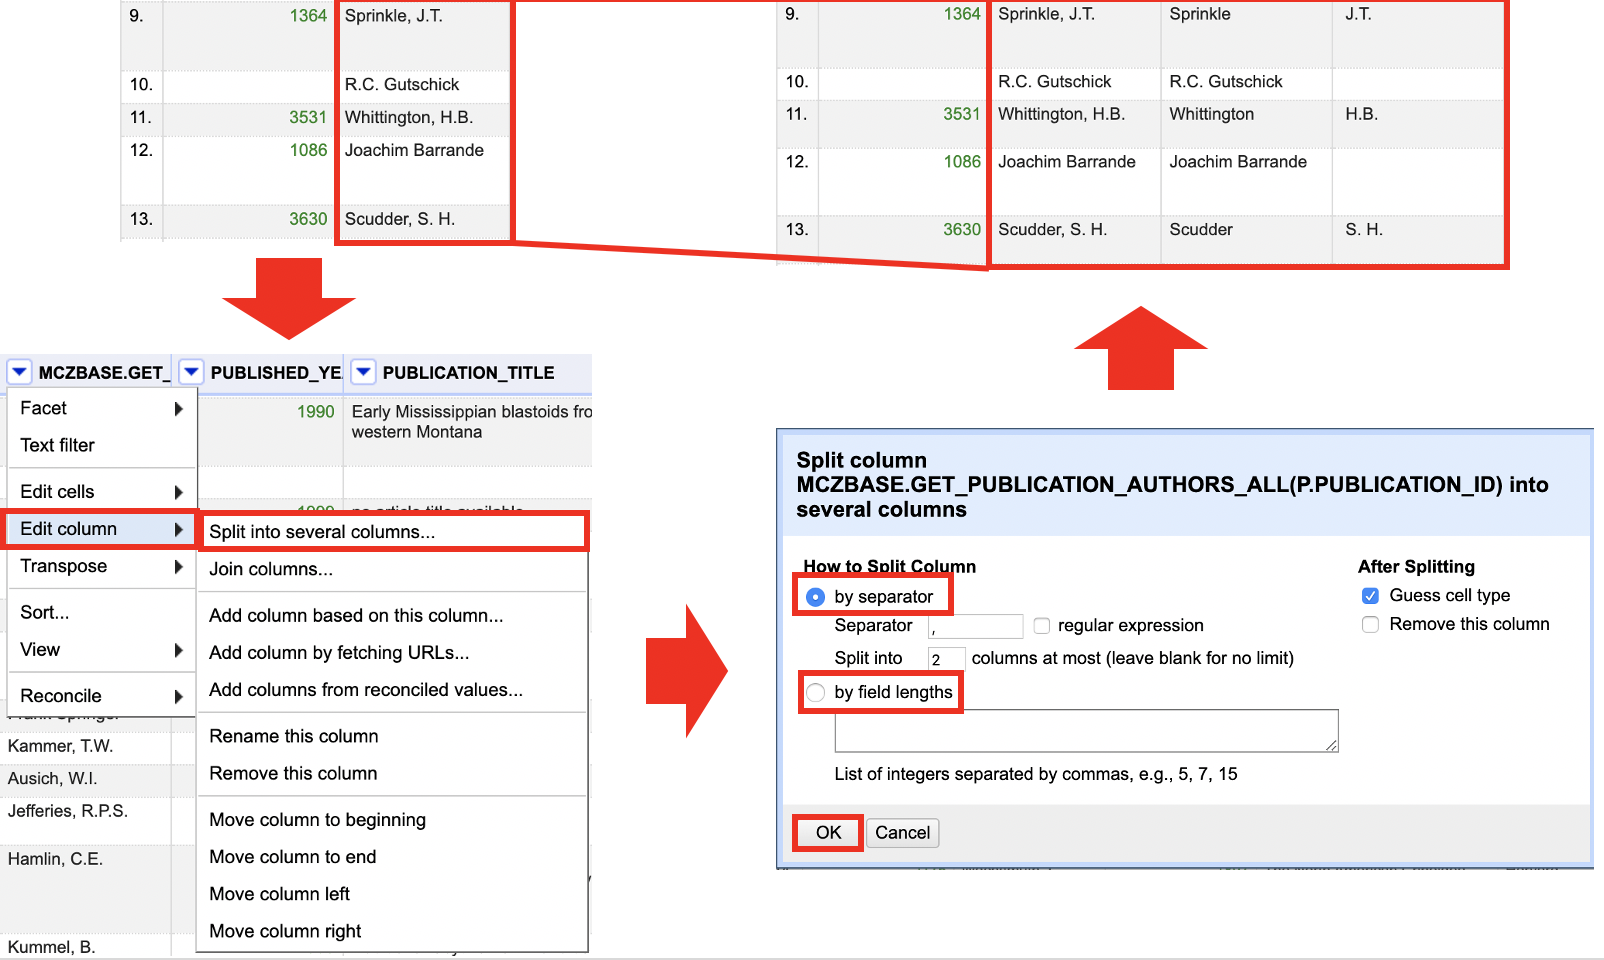 9. 1364 Sprinkle, J.T.
10. R.C. Gutschick
11. 3531 Whittington, H.B.
12. 1086 Joachim Barrande
13. 3630 Scudder, S. H.
9. 1364 Sprinkle, J.T. Sprinkle J.T.
10. R.C. Gutschick R.C. Gutschick
11. 3531 Whittington, H.B. Whittington H.B.
12. 1086 Joachim Barrande Joachim Barrande
13. 3630 Scudder, S. H. Scudder S. H.
MCZBASE.GET_ PUBLISHED_YE PUBLICATION_TITLE
1990 Early Mississippian blastoids fro
western Montana
Facet
Text filter
Edit cells
Edit column
Transpose
Sort...
View
Reconcile
Kammer, T.W.
Ausich, W.I.
Jefferies, R.P.S.
Hamlin, C.E.
Kummel, B.
Split into several columns...
Join columns...
Add column based on this column...
Add column by fetching URLs...
Add columns from reconciled values...
Rename this column
Remove this column
Move column to beginning
Move column to end
Move column left
Move column right
Split column
MCZBASE.GET_PUBLICATION_AUTHORS_ALL(P.PUBLICATION_ID) into
several columns
How to Split Column
by separator
Separator , regular expression
Split into 2 columns at most (leave blank for no limit)
by field lengths
List of integers separated by commas, e.g., 5, 7, 15
After Splitting
Guess cell type
Remove this column
OK Cancel